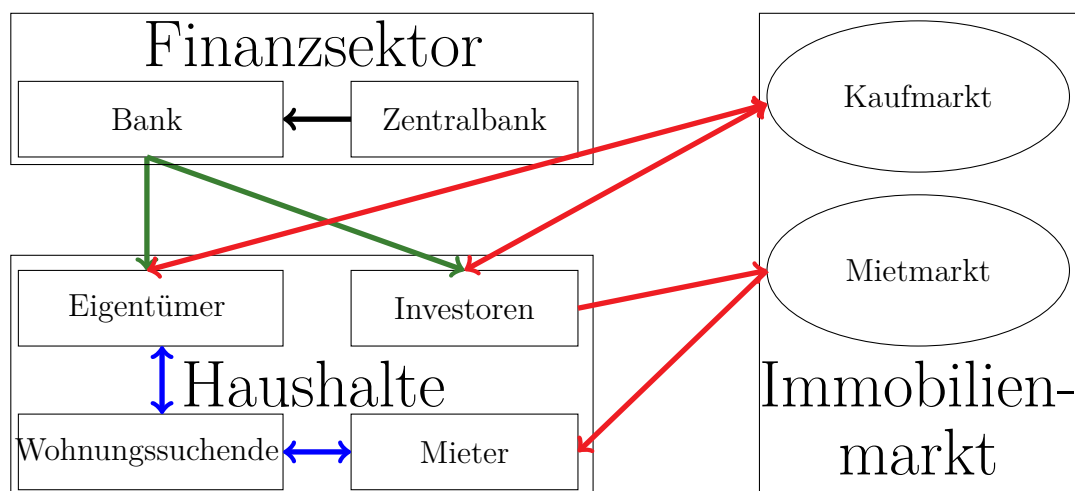 Finanzsektor
Bank
Zentralbank
Kaufmarkt
Mietmarkt
Eigentümer
Investoren
Haushalte
Wohnungssuchende
Mieter
Immobilien-
markt